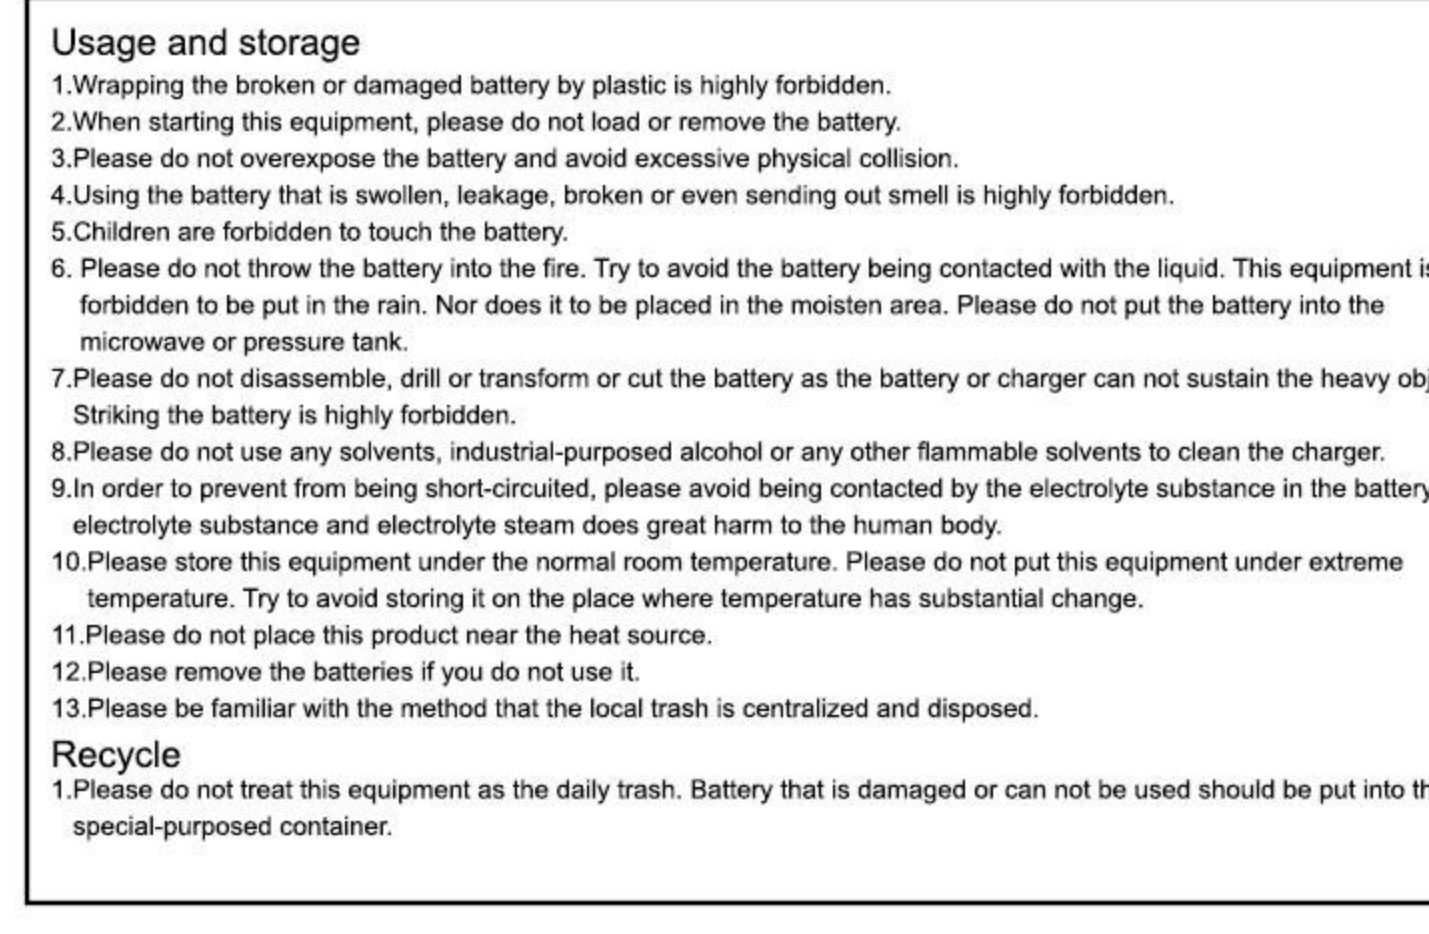 Usage and storage
1.Wrapping the broken or damaged battery by plastic is highly forbidden.
2.When starting this equipment, please do not load or remove the battery.
3.Please do not overexpose the battery and avoid excessive physical collision.
4.Using the battery that is swollen, leakage, broken or even sending out smell is highly forbidden.
5.Children are forbidden to touch the battery.
6. Please do not throw the battery into the fire. Try to avoid the battery being contacted with the liquid. This equipment is
forbidden to be put in the rain. Nor does it to be placed in the moisten area. Please do not put the battery into the
microwave or pressure tank.
7.Please do not disassemble, drill or transform or cut the battery as the battery or charger can not sustain the heavy
Striking the battery is highly forbidden.
8.Please do not use any solvents, industrial-purposed alcohol or any other flammable solvents to clean the charger.
9.In order to prevent from being short-circuited, please avoid being contacted by the electrolyte substance in the battery
electrolyte substance and electrolyte steam does great harm to the human body.
10.Please store this equipment under the normal room temperature. Please do not put this equipment under extreme
temperature. Try to avoid storing it on the place where temperature has substantial change.
11.Please do not place this product near the heat source.
12.Please remove the batteries if you do not use it.
13.Please be familiar with the method that the local trash is centralized and disposed.
Recycle
1.Please do not treat this equipment as the daily trash. Battery that is damaged or can not be used should be put into
special-purposed container.